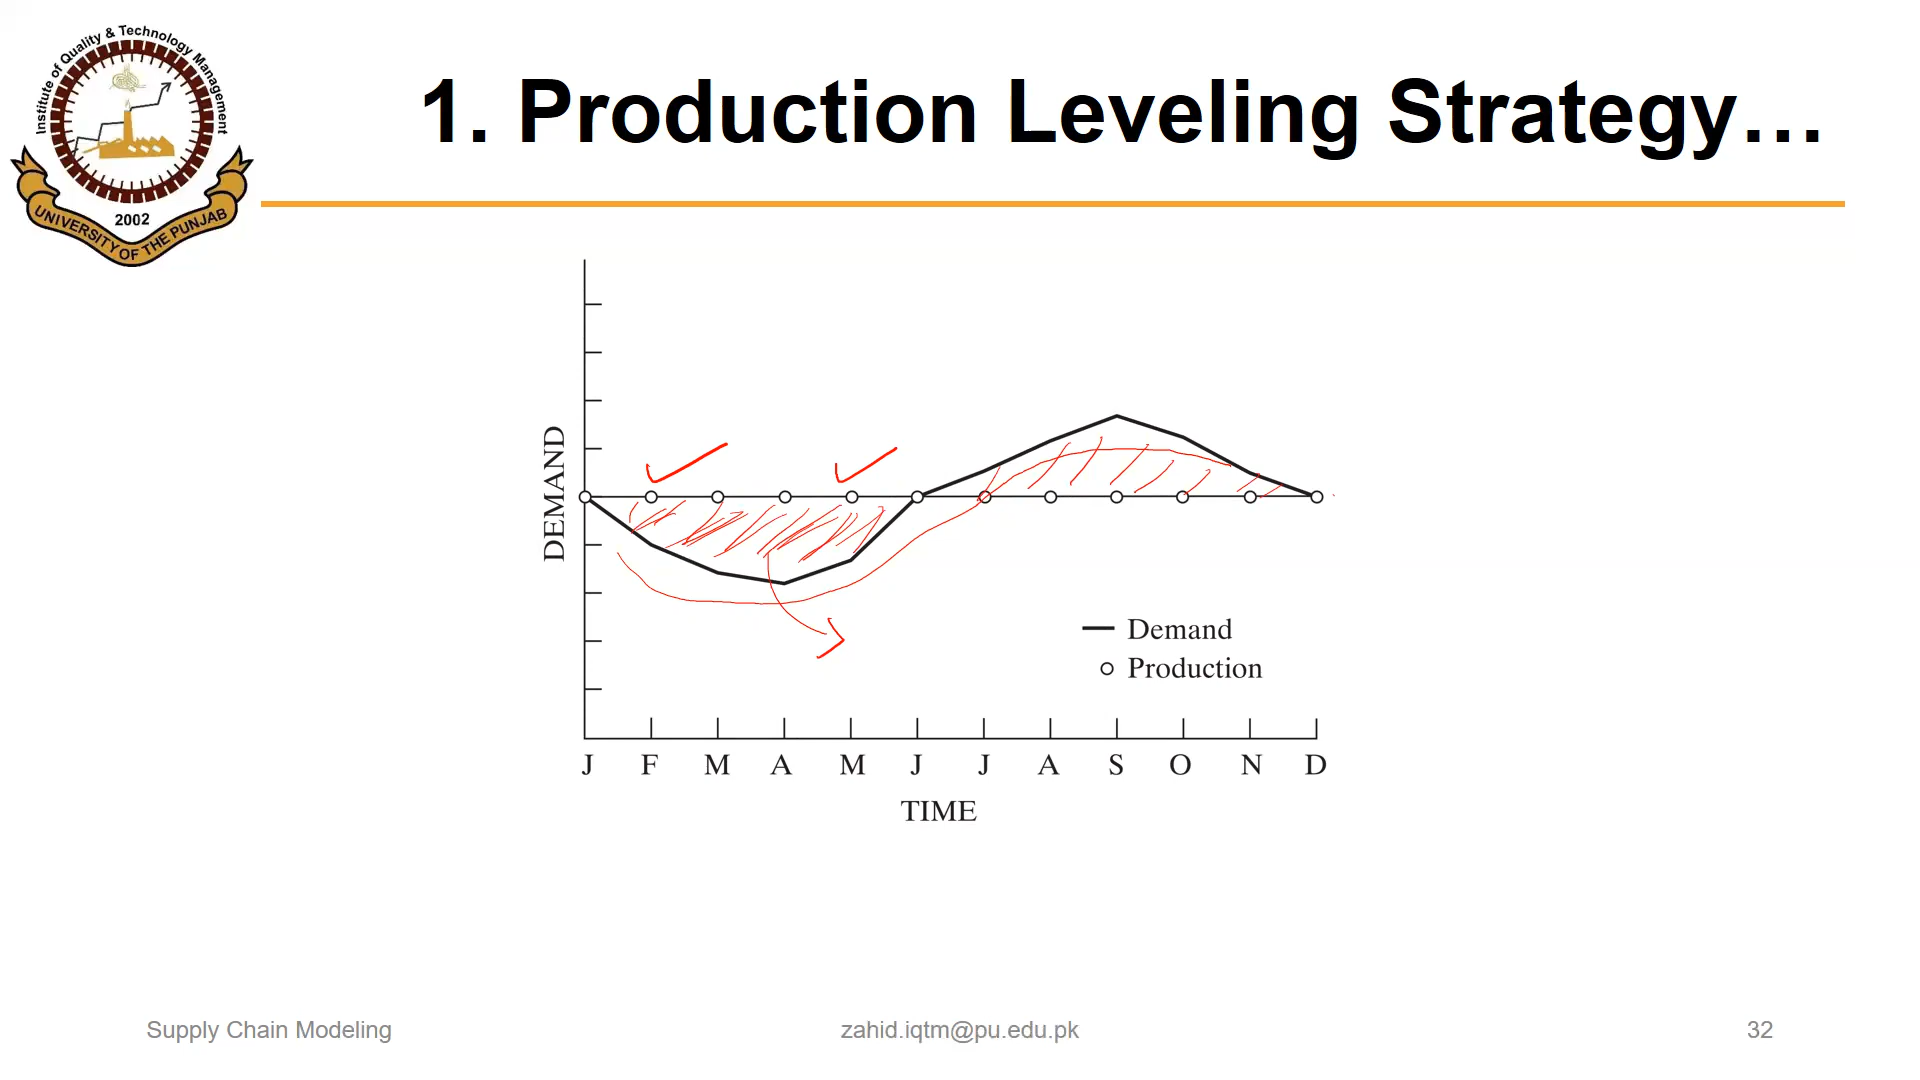 Institute of Quality & Technology Management
2002
UNIVERSITY OF THE PUNJAB
1. Production Leveling Strategy…
DEMAND
Demand
Production
J F M A M J J A S O N D
TIME
Supply Chain Modeling
zahid.iqtm@pu.edu.pk
32